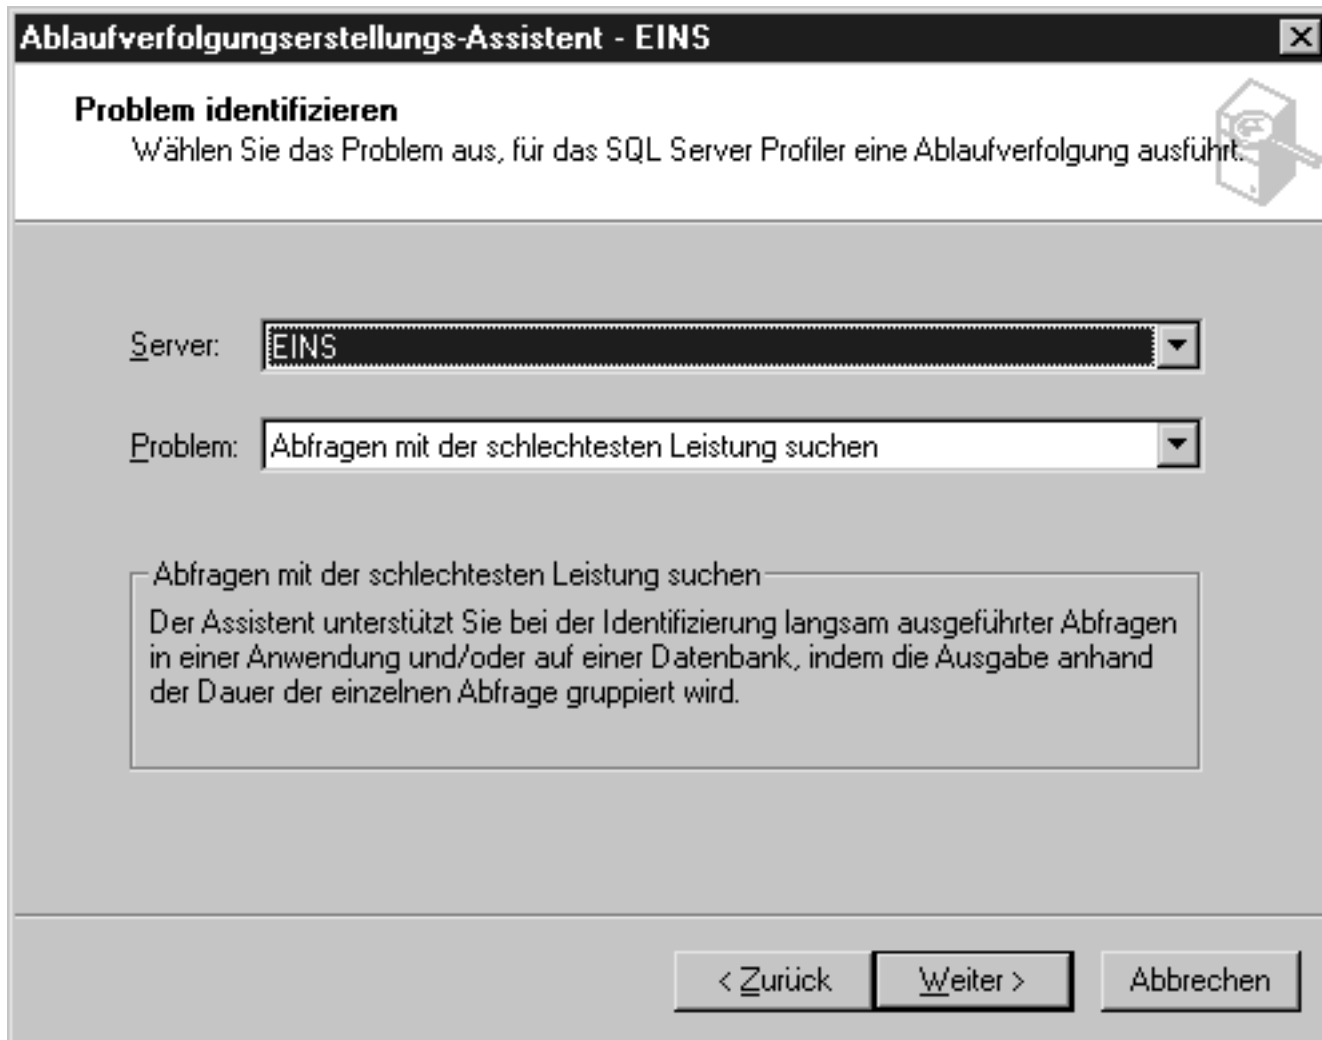 Ablaufverfolgungserstellungs-Assistent - EINS
Problem identifizieren
Wählen Sie das Problem aus, für das SQL Server Profiler eine Ablaufverfolgung ausführt.
Server: EINS
Problem: Abfragen mit der schlechtesten Leistung suchen
Abfragen mit der schlechtesten Leistung suchen
Der Assistent unterstützt Sie bei der Identifizierung langsam ausgeführter Abfragen
in einer Anwendung und/oder auf einer Datenbank, indem die Ausgabe anhand
der Dauer der einzelnen Abfrage gruppiert wird.
< Zurück Weiter > Abbrechen